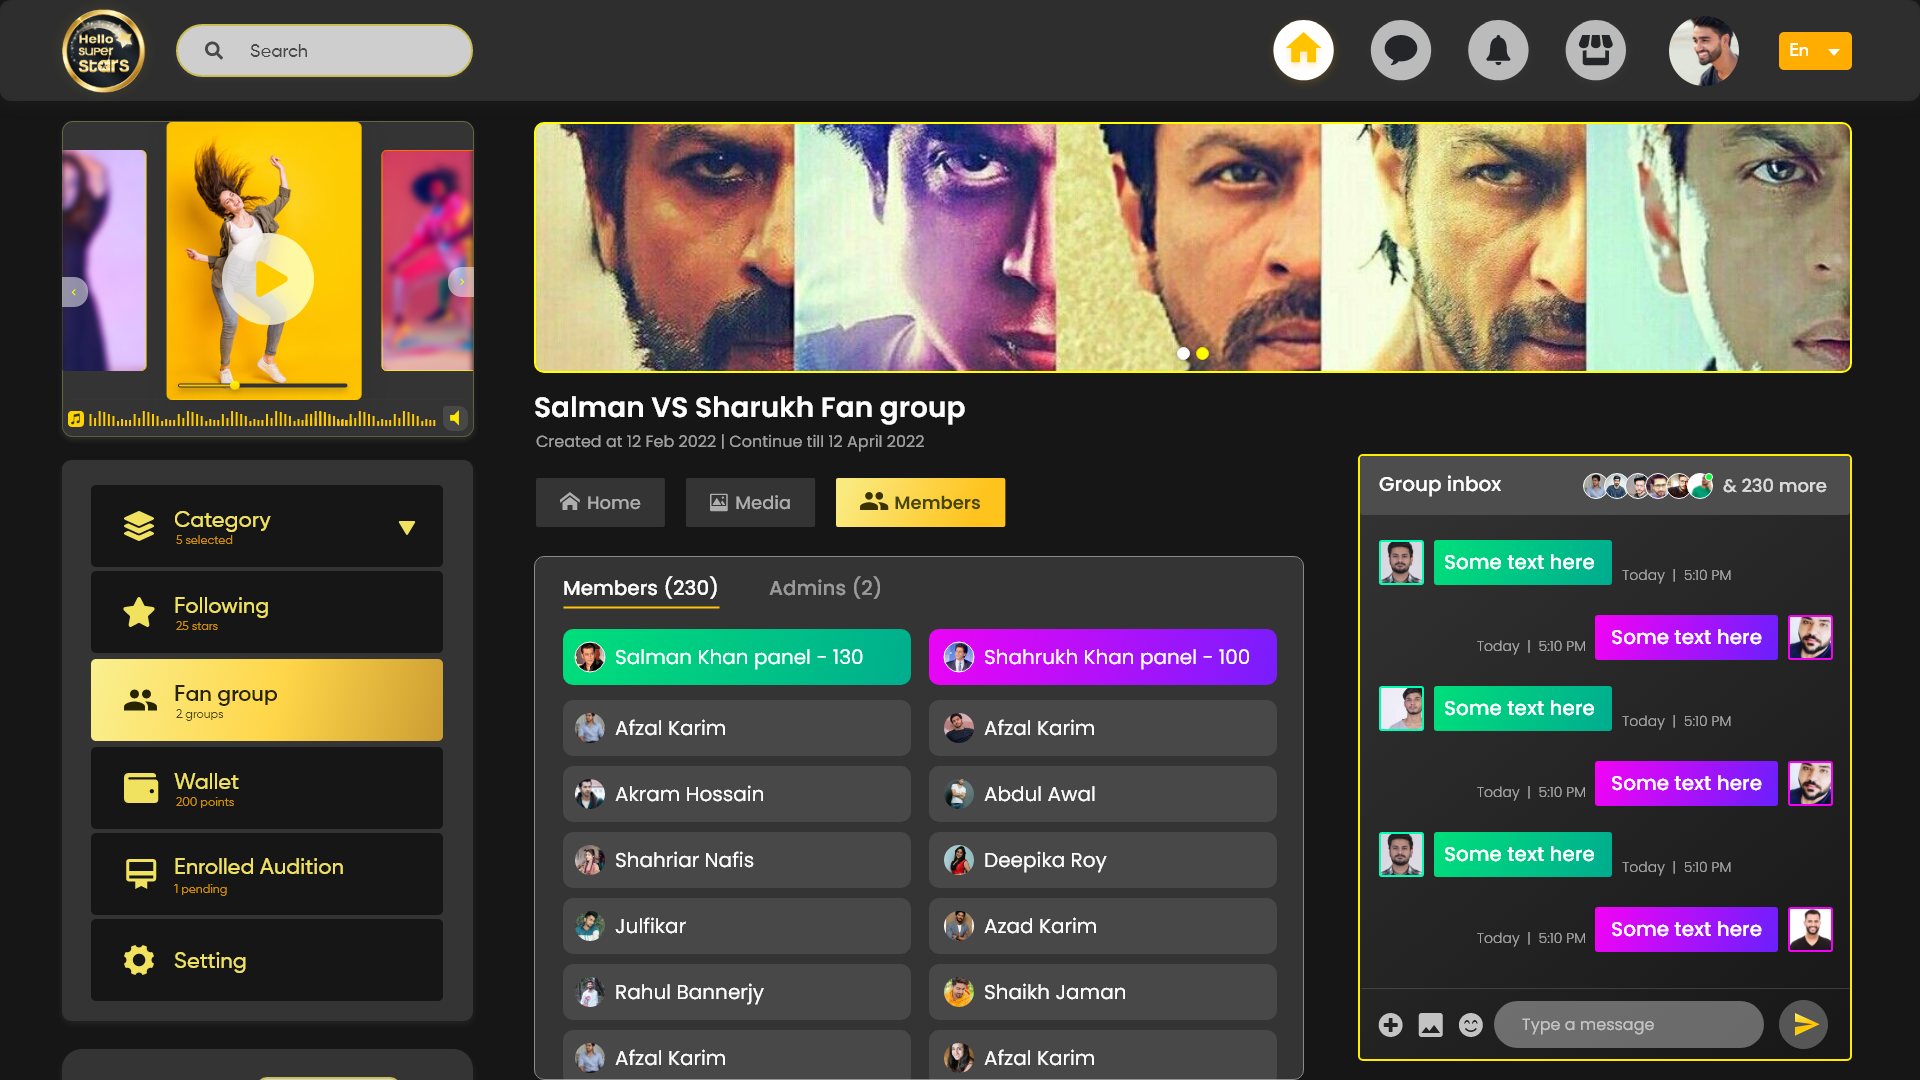 Hello
super
stars
Search
En
Salman VS Sharukh Fan group
Created at 12 Feb 2022 | Continue till 12 April 2022
Category
5 selected
Following
25 stars
Fan group
2 groups
Wallet
200 points
Enrolled Audition
1 pending
Setting
Home
Media
Members
Members (230)
Admins (2)
Salman Khan panel - 130
Shahrukh Khan panel - 100
Afzal Karim
Afzal Karim
Akram Hossain
Abdul Awal
Shahriar Nafis
Deepika Roy
Julfikar
Azad Karim
Rahul Bannerjy
Shaikh Jaman
Afzal Karim
Afzal Karim
Group inbox
& 230 more
Some text here
Today | 5:10 PM
Today | 5:10 PM
Some text here
Some text here
Today | 5:10 PM
Today | 5:10 PM
Some text here
Some text here
Today | 5:10 PM
Today | 5:10 PM
Some text here
Type a message